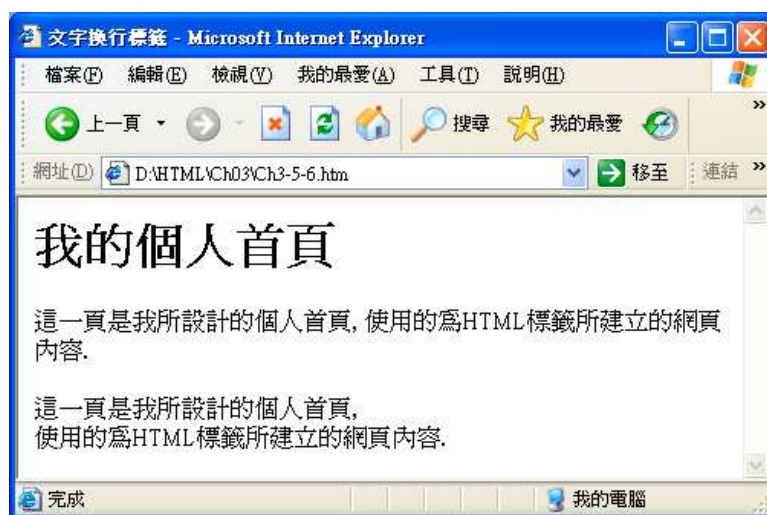 文字換行標籤 - Microsoft Internet Explorer
檔案(F) 編輯(E) 檢視(V) 我的最愛(A) 工具(T) 說明(H)
上一頁 搜尋 我的最愛 »
網址(D) D:\HTML\Ch03\Ch3-5-6.htm 移至 連結 »
我的個人首頁
這一頁是我所設計的個人首頁, 使用的為HTML標籤所建立的網頁
內容.
這一頁是我所設計的個人首頁,
使用的為HTML標籤所建立的網頁內容.
完成 我的電腦